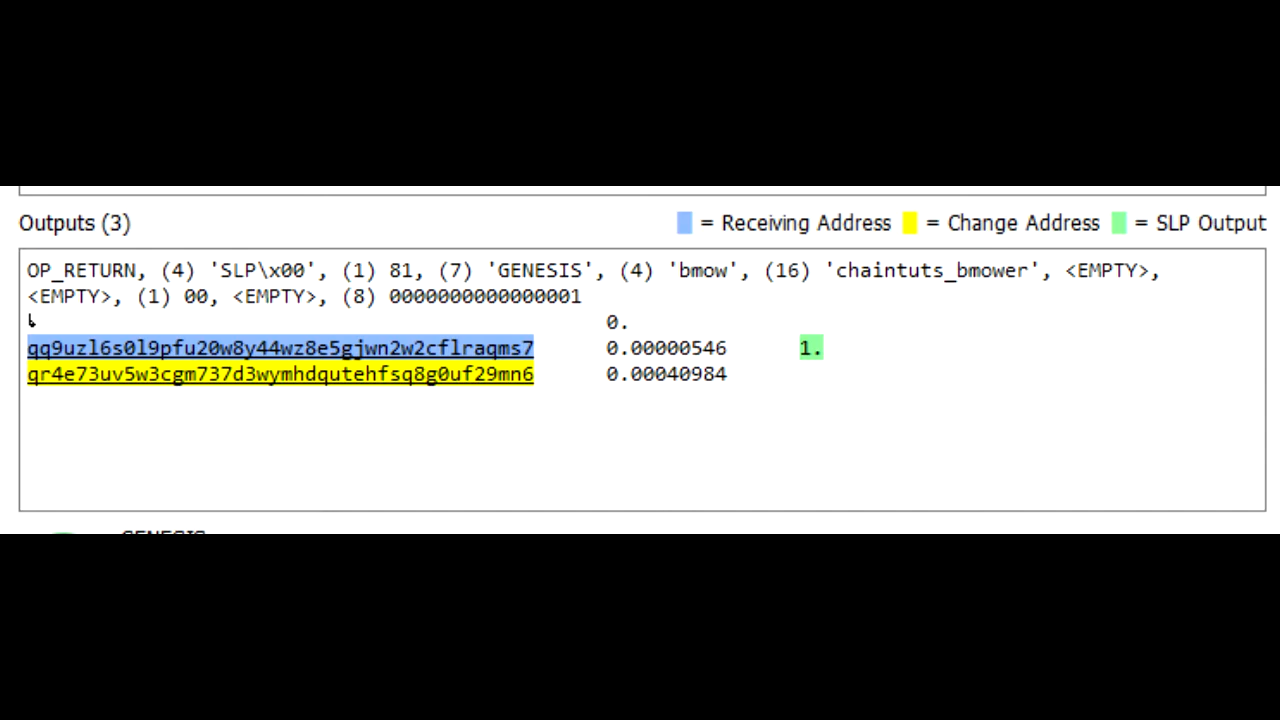 Outputs (3) = Receiving Address = Change Address = SLP Output
OP_RETURN, (4) 'SLP\x00', (1) 81, (7) 'GENESIS', (4) 'bmow', (16) 'chaintuts_bmower', <EMPTY>,
<EMPTY>, (1) 00, <EMPTY>, (8) 0000000000000001
↳ 0.
qq9uzl6s0l9pfu20w8y44wz8e5gjwn2w2cflraqms7 0.00000546 1.
qr4e73uv5w3cgm737d3wymhdqutehfsq8g0uf29mn6 0.00040984
GENESIS